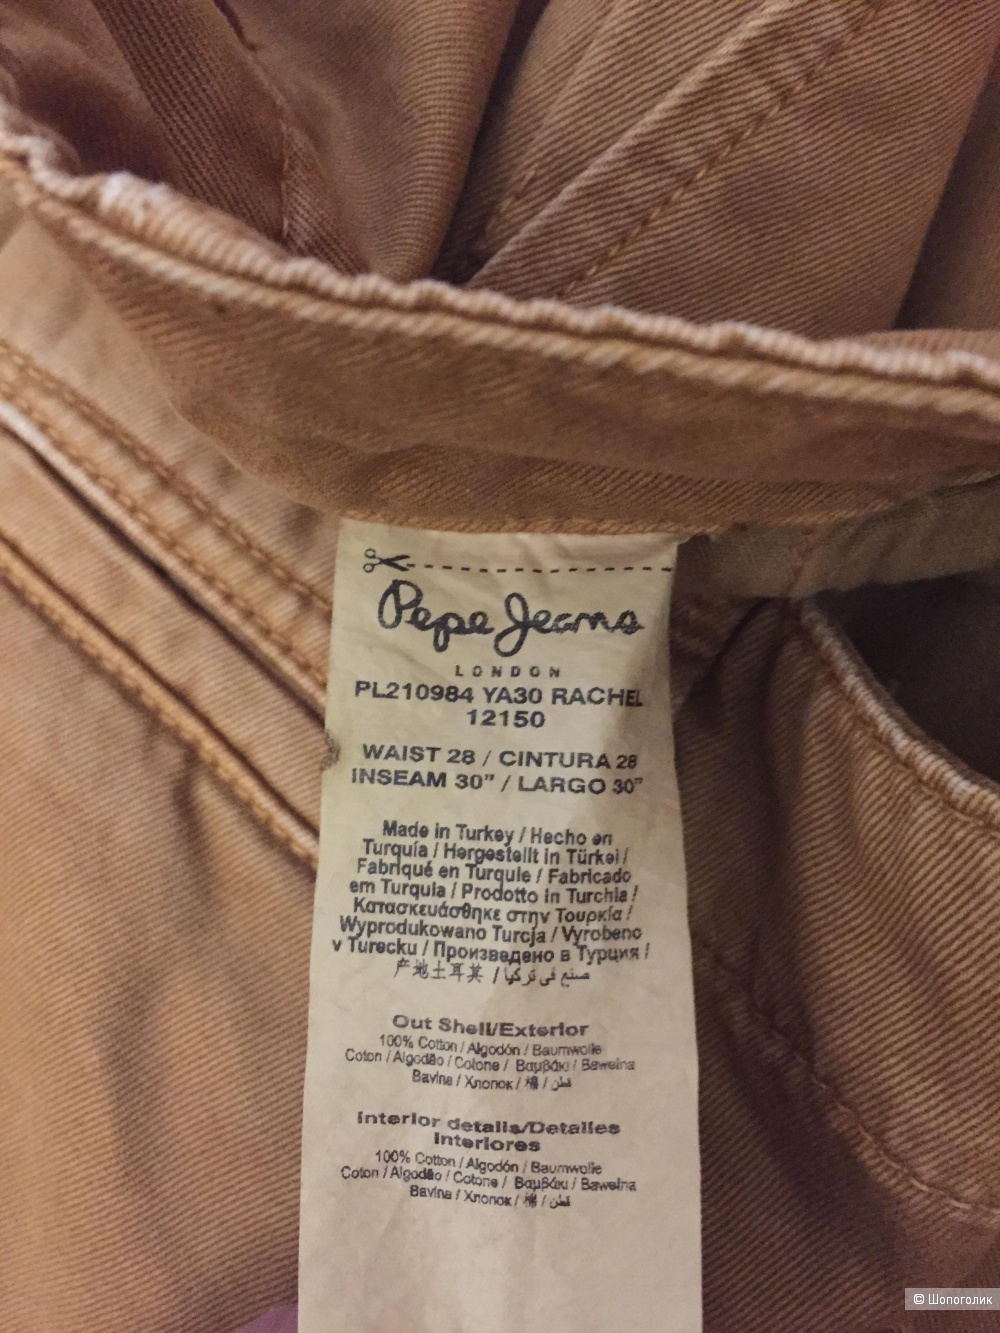 Pepe Jeans
LONDON
PL210984 YA30 RACHEL
12150
WAIST 28 / CINTURA 28
INSEAM 30” / LARGO 30”
Made in Turkey / Hecho en
Turquía / Hergestellt in Türkei /
Fabriqué en Turquie / Fabricado
em Turquia / Prodotto in Turchia /
Κατασκευάσθηκε στην Τουρκία /
Wyprodukowano Turcja / Vyrobeno
v Turecku / Произведено в Турция /
产地土耳其 / صنع في تركيا
Out Shell/Exterior
100% Cotton / Algodón / Baumwolle
Coton / Algodão / Cotone / Βαμβάκι / Bawełna
Bavlna / Хлопок / 棉 / قطن
Interior details/Detalles
Interiores
100% Cotton / Algodón / Baumwolle
Coton / Algodão / Cotone / Βαμβάκι / Bawełna
Bavlna / Хлопок / 棉 / قطن
© Шопоголик